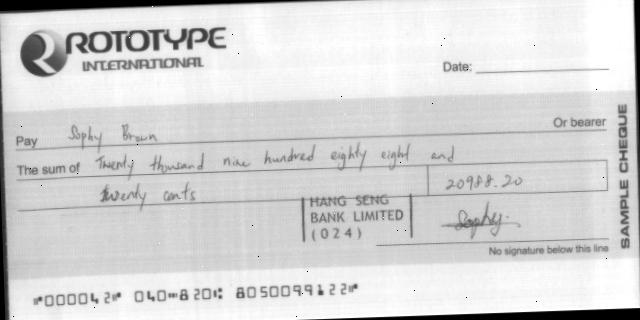 ROTOTYPE
INTERNATIONAL
Date:
Pay Sophy Brown Or bearer
The sum of Twenty thousand nine hundred eighty eight and
twenty cents 20988.20
HANG SENG
BANK LIMITED
(024)
Sophy.
No signature below this line
SAMPLE CHEQUE
⑈000042⑈ 040⑉820⑆ 8050099122⑈